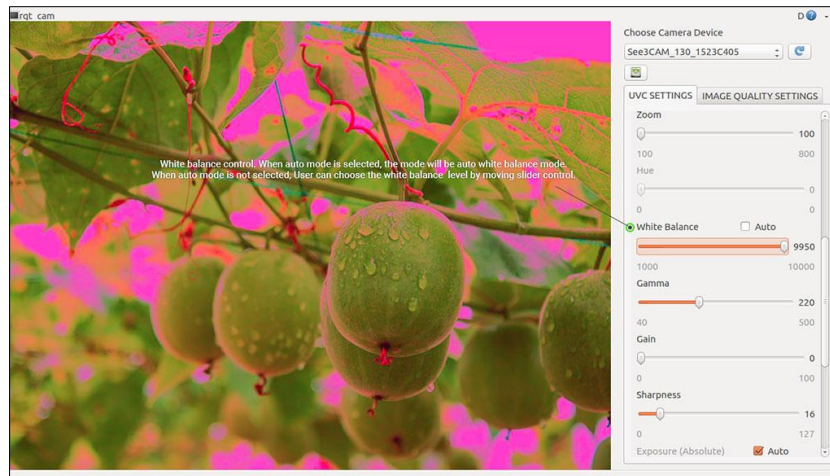 rqt_cam
D
Choose Camera Device
See3CAM_130_1523C405
UVC SETTINGS IMAGE QUALITY SETTINGS
Zoom
100
100 800
Hue
0
0 0
White balance control. When auto mode is selected, the mode will be auto white balance mode
When auto mode is not selected, User can choose the white balance level by moving slider control.
White Balance Auto
9950
1000 10000
Gamma
220
40 500
Gain
0
0 100
Sharpness
16
0 127
Exposure (Absolute) Auto